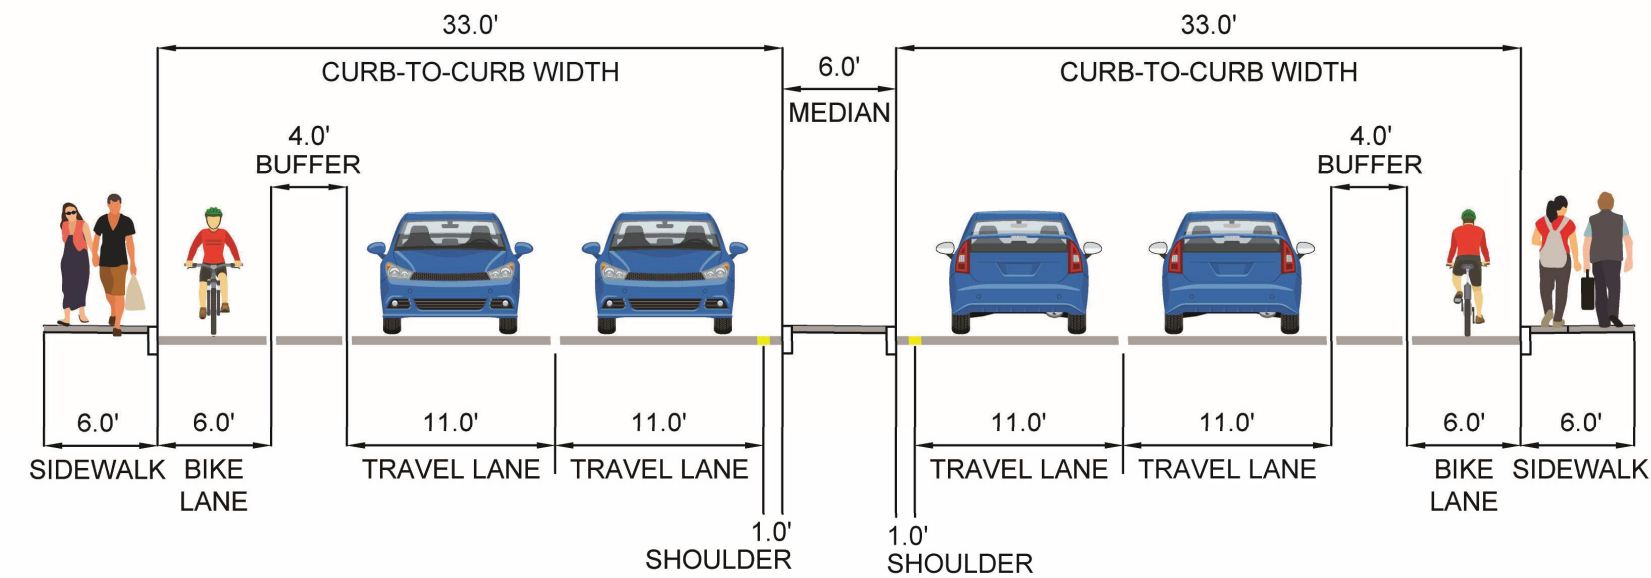 33.0'
CURB-TO-CURB WIDTH
6.0'
MEDIAN
33.0'
CURB-TO-CURB WIDTH
4.0'
BUFFER
4.0'
BUFFER
6.0'
SIDEWALK
6.0'
BIKE
LANE
11.0'
TRAVEL LANE
11.0'
TRAVEL LANE
1.0'
SHOULDER
1.0'
SHOULDER
11.0'
TRAVEL LANE
11.0'
TRAVEL LANE
6.0'
BIKE
LANE
6.0'
SIDEWALK